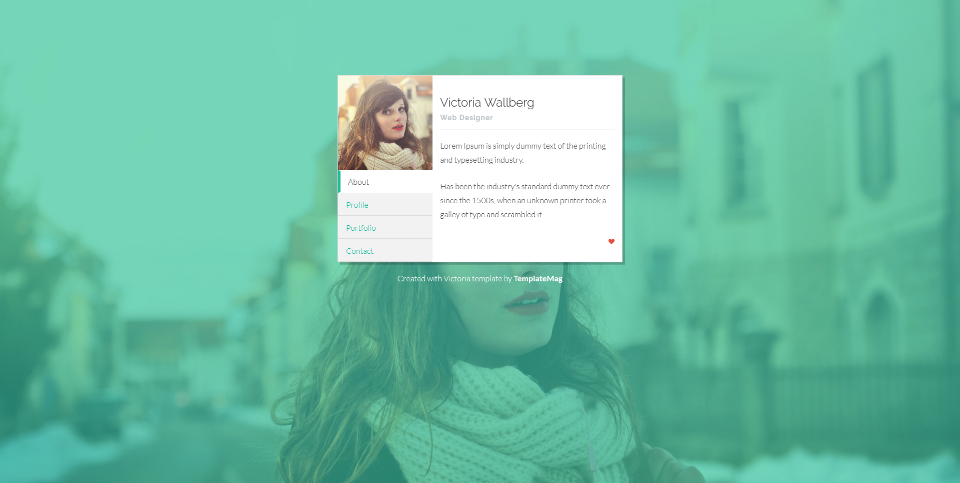 Victoria Wallberg
Web Designer
Lorem Ipsum is simply dummy text of the printing
and typesetting industry.
Has been the industry's standard dummy text ever
since the 1500s, when an unknown printer took a
galley of type and scrambled it
About
Profile
Portfolio
Contact
Created with Victoria template by TemplateMag